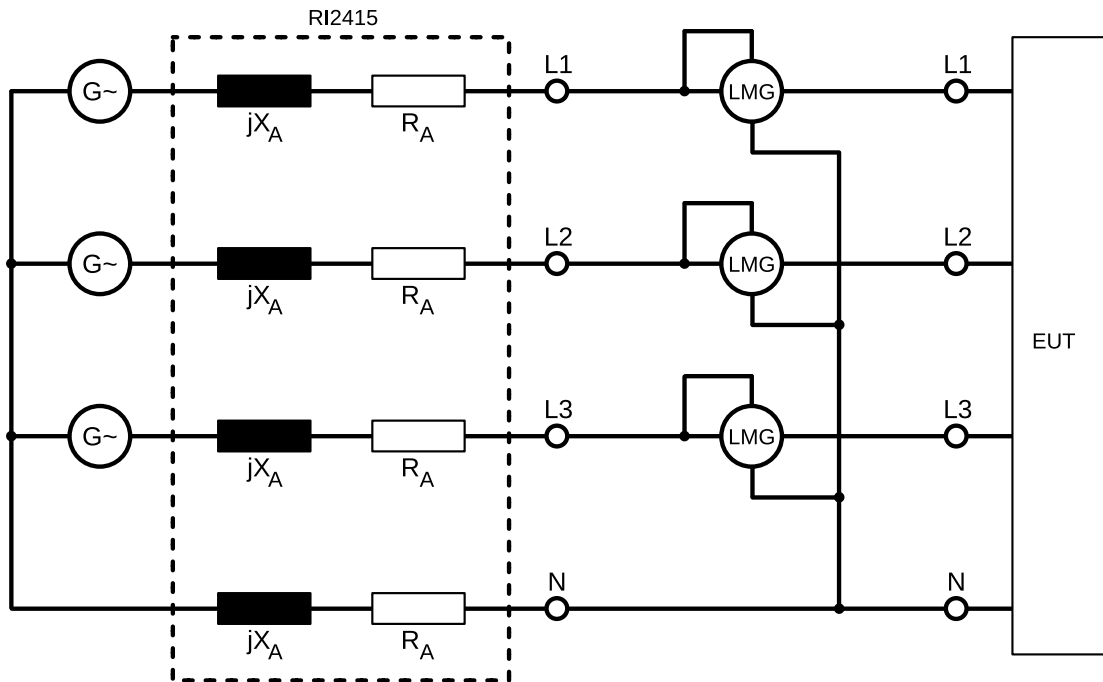 RI2415
L1
L1
G~
LMG
jXA
RA
L2
L2
G~
LMG
jXA
RA
EUT
L3
L3
G~
LMG
jXA
RA
N
N
jXA
RA